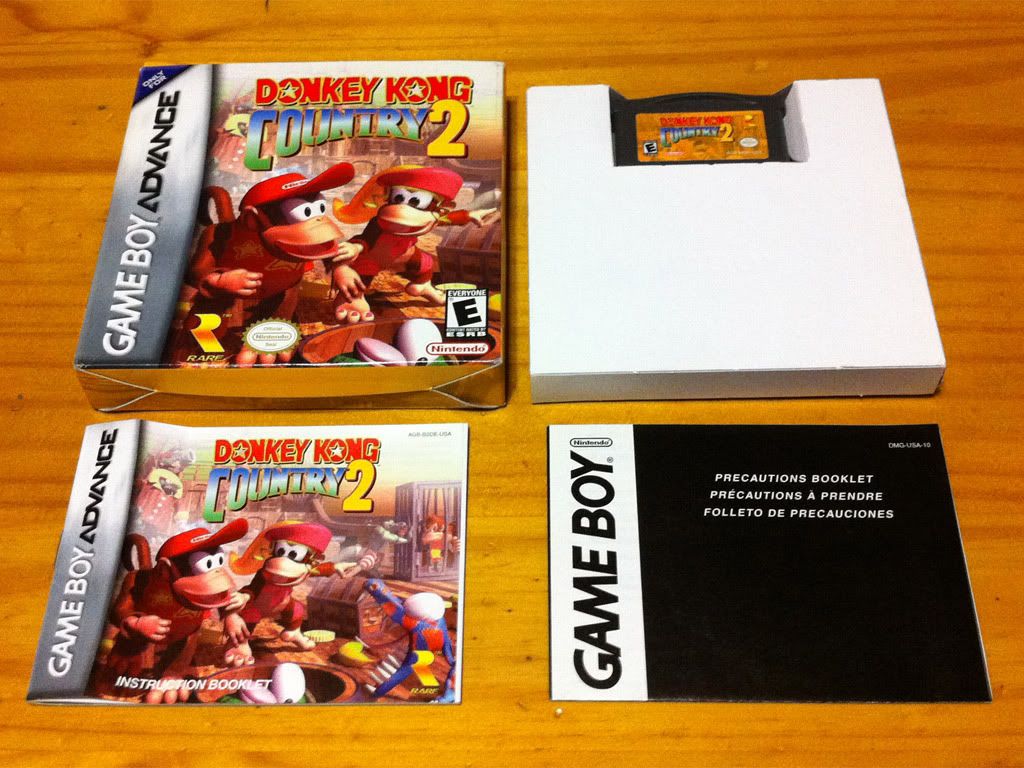 ONLY
FOR
GAME BOY ADVANCE
DONKEY KONG
COUNTRY 2
RARE
TM
Official
Nintendo
Seal
EVERYONE
E
CONTENT RATED BY
ESRB
Nintendo
DONKEY KONG
COUNTRY 2
E
GAME BOY ADVANCE
AGB-B2DE-USA
DONKEY KONG
COUNTRY 2
INSTRUCTION BOOKLET
RARE
Nintendo
GAME BOY®
DMG-USA-10
PRECAUTIONS BOOKLET
PRÉCAUTIONS À PRENDRE
FOLLETO DE PRECAUCIONES